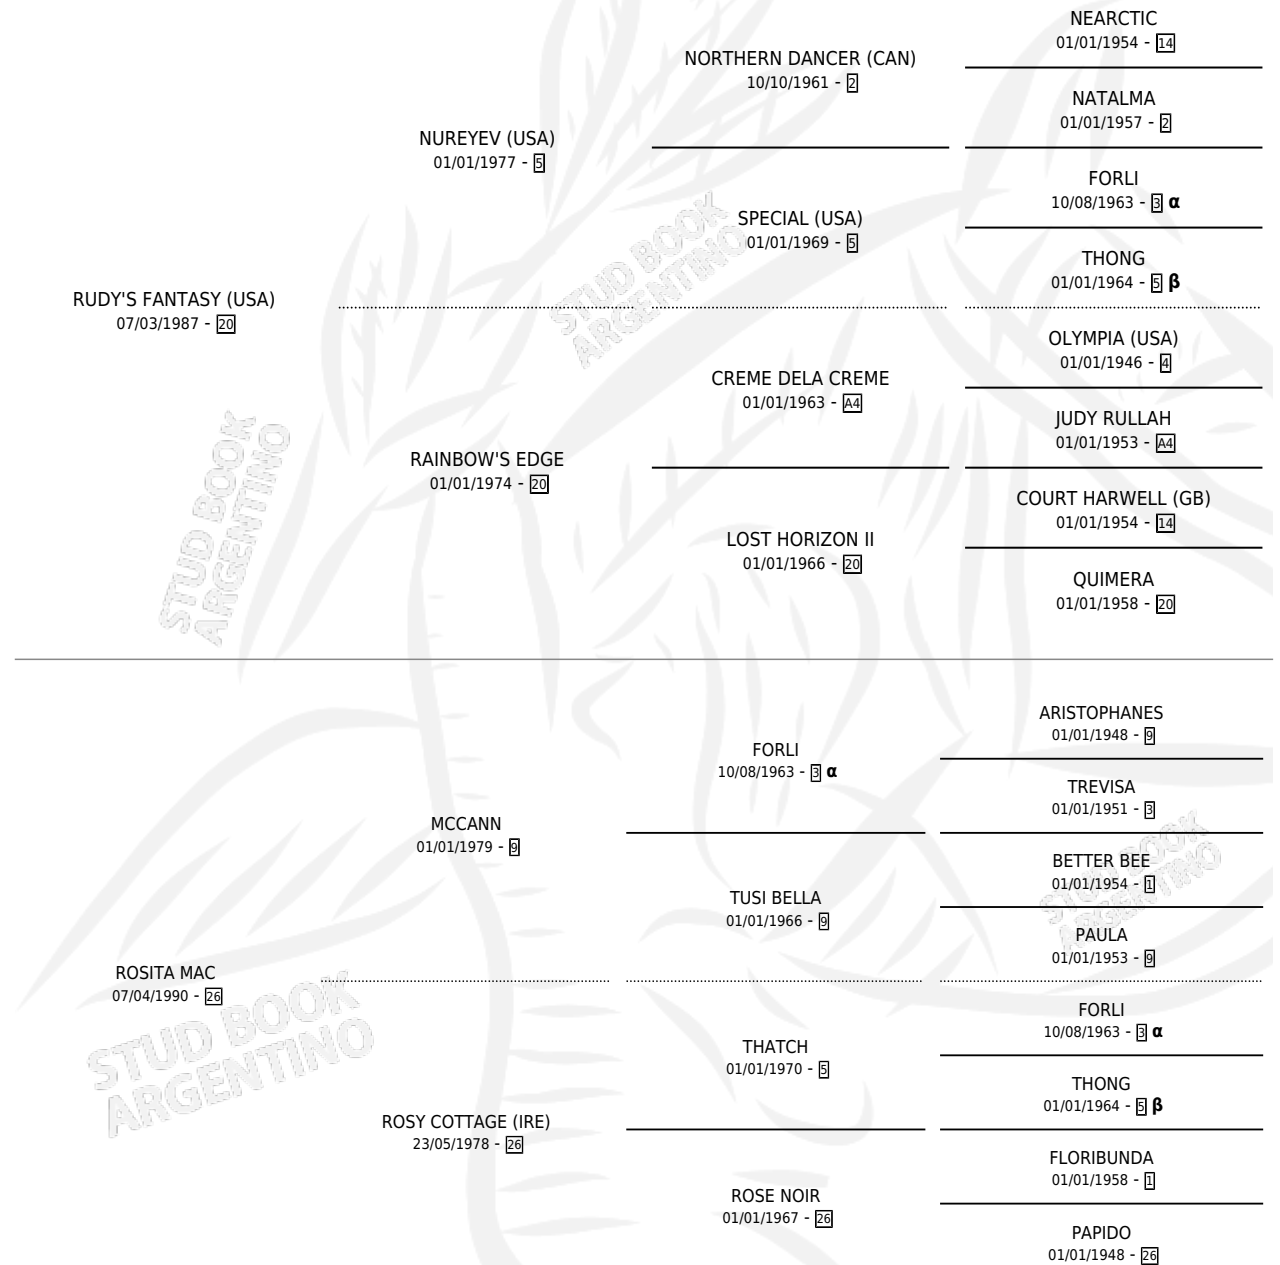 NEARCTIC
01/01/1954 - 14
NORTHERN DANCER (CAN)
10/10/1961 - 2
NATALMA
01/01/1957 - 2
NUREYEV (USA)
01/01/1977 - 5
FORLI
10/08/1963 - 3 α
SPECIAL (USA)
01/01/1969 - 5
THONG
01/01/1964 - 5 β
RUDY'S FANTASY (USA)
07/03/1987 - 20
OLYMPIA (USA)
01/01/1946 - 4
CREME DELA CREME
01/01/1963 - A4
JUDY RULLAH
01/01/1953 - A4
RAINBOW'S EDGE
01/01/1974 - 20
COURT HARWELL (GB)
01/01/1954 - 14
LOST HORIZON II
01/01/1966 - 20
QUIMERA
01/01/1958 - 20
ARISTOPHANES
01/01/1948 - 9
FORLI
10/08/1963 - 3 α
TREVISA
01/01/1951 - 3
MCCANN
01/01/1979 - 9
BETTER BEE
01/01/1954 - 1
TUSI BELLA
01/01/1966 - 9
PAULA
01/01/1953 - 9
ROSITA MAC
07/04/1990 - 26
FORLI
10/08/1963 - 3 α
THATCH
01/01/1970 - 5
THONG
01/01/1964 - 5 β
ROSY COTTAGE (IRE)
23/05/1978 - 26
FLORIBUNDA
01/01/1958 - 1
ROSE NOIR
01/01/1967 - 26
PAPIDO
01/01/1948 - 26
STUD BOOK
ARGENTINO
STUD BOOK
ARGENTINO
STUD BOOK
ARGENTINO
STUD BOOK
ARGENTINO